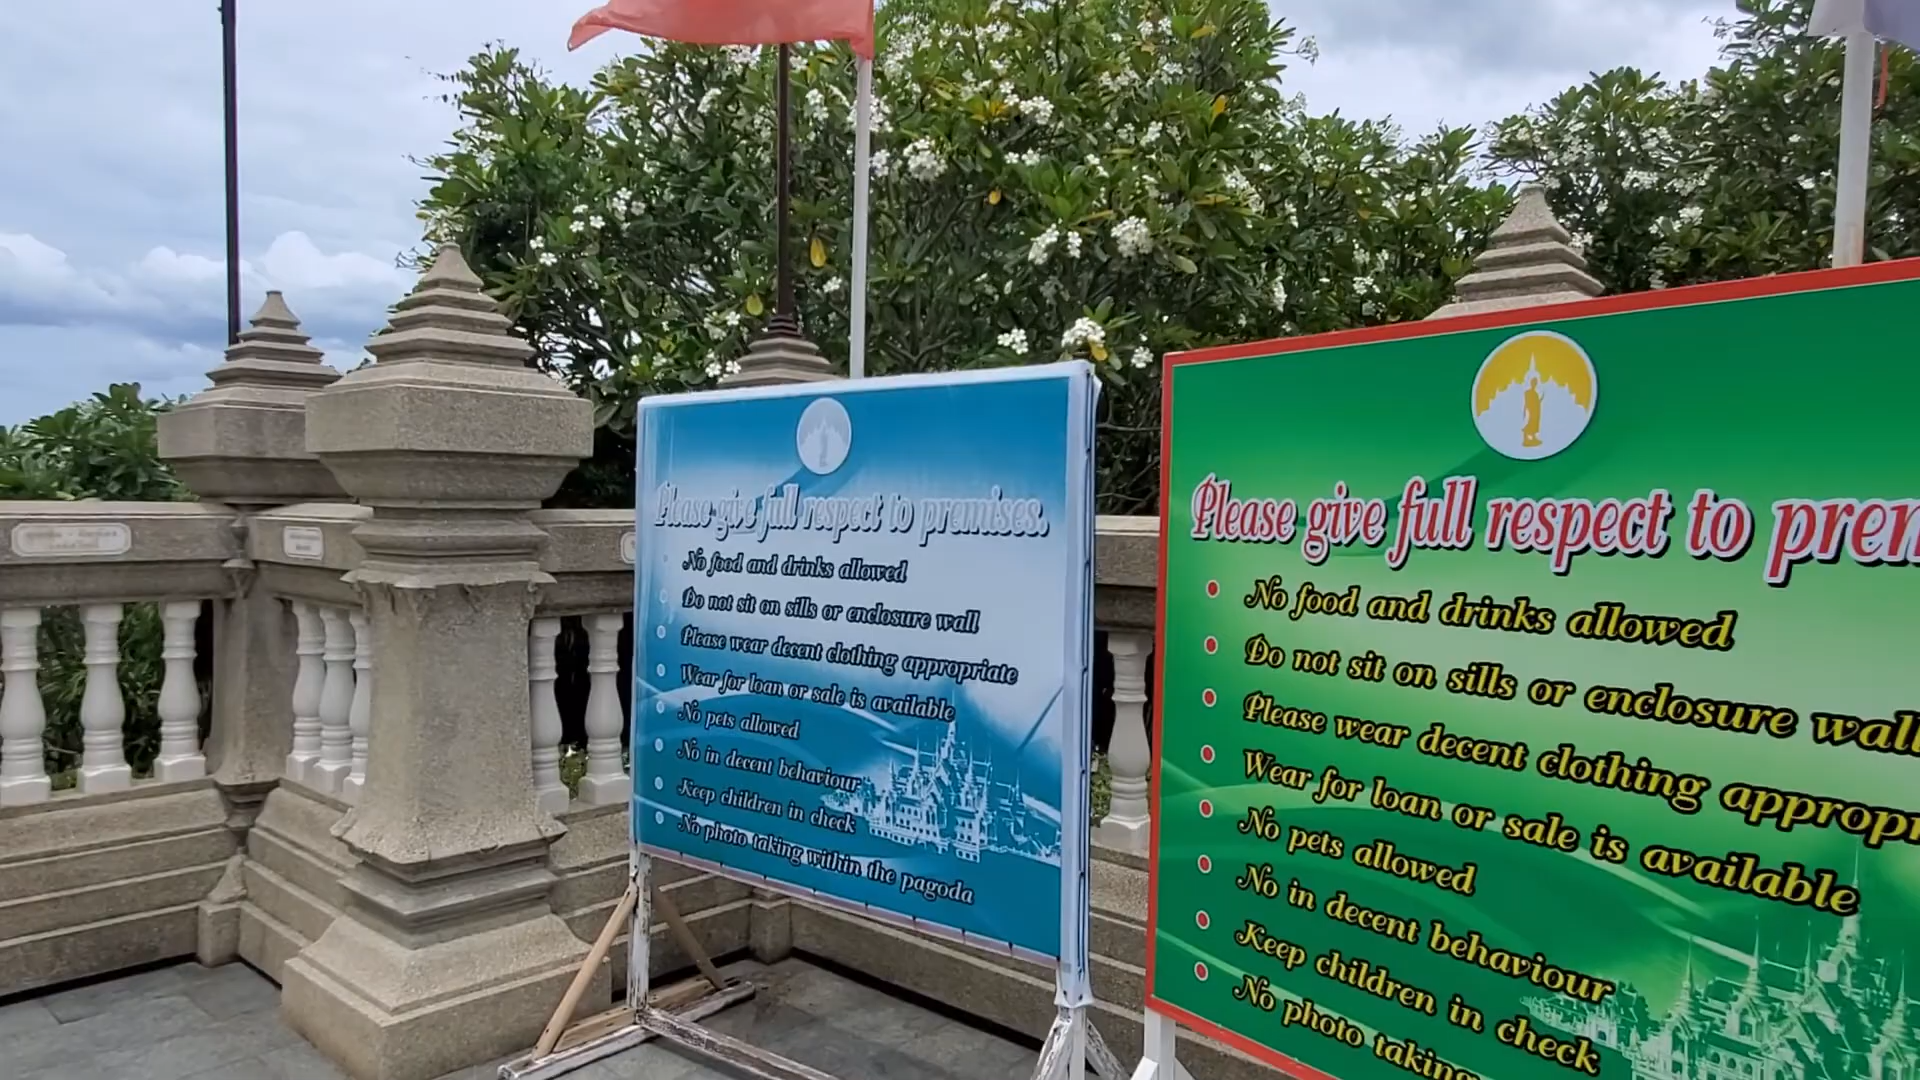 Please give full respect to premises.
No food and drinks allowed
Do not sit on sills or enclosure wall
Please wear decent clothing appropriate
Wear for loan or sale is available
No pets allowed
No in decent behaviour
Keep children in check
No photo taking within the pagoda
Please give full respect to prem
No food and drinks allowed
Do not sit on sills or enclosure wall
Please wear decent clothing appropri
Wear for loan or sale is available
No pets allowed
No in decent behaviour
Keep children in check
No photo taking